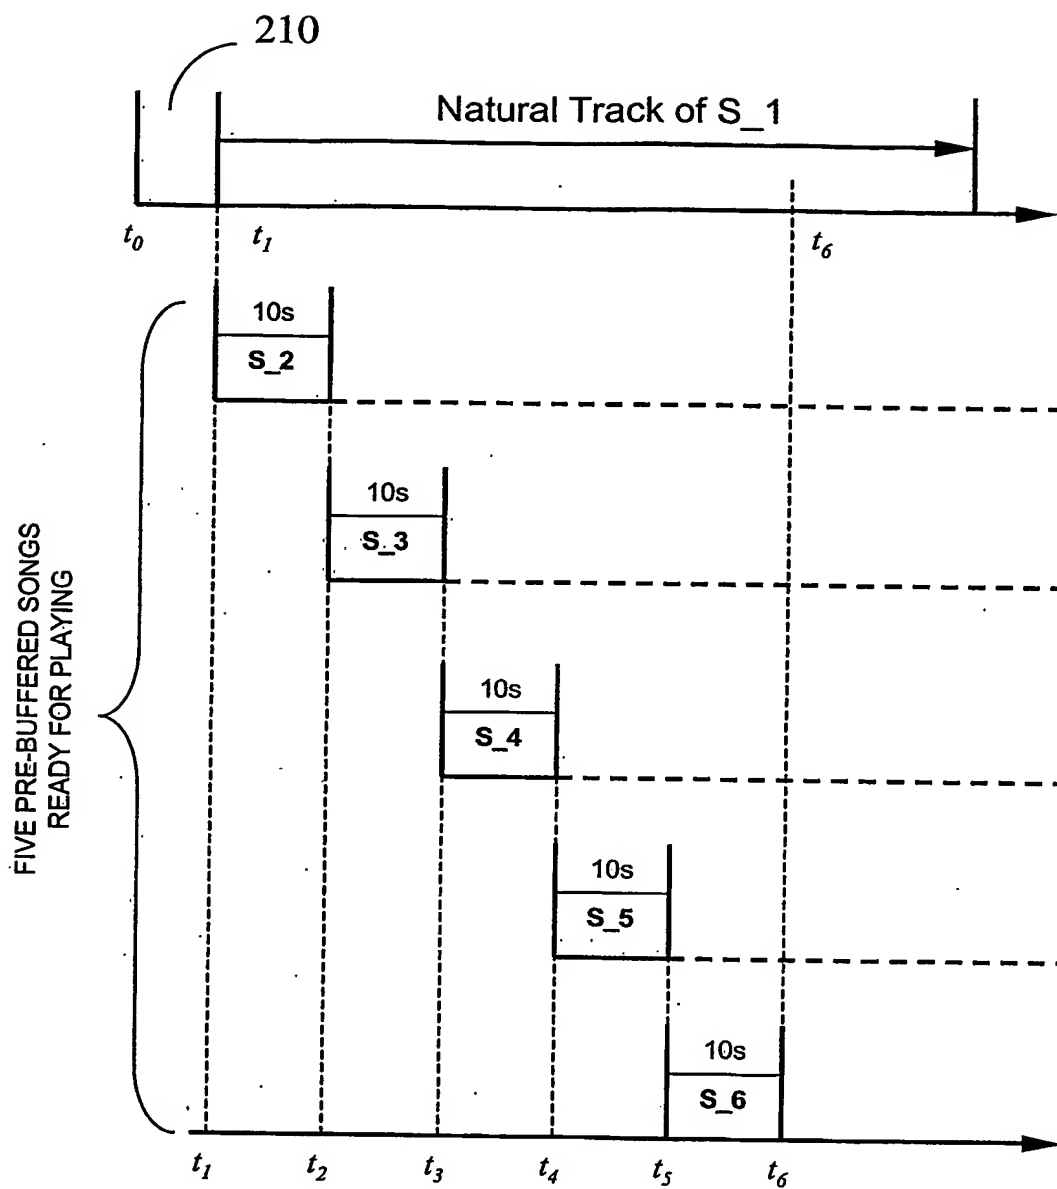 210
Natural Track of S_1
t0 t1 t6
10s
S_2
10s
S_3
10s
S_4
10s
S_5
10s
S_6
FIVE PRE-BUFFERED SONGS
READY FOR PLAYING
t1 t2 t3 t4 t5 t6